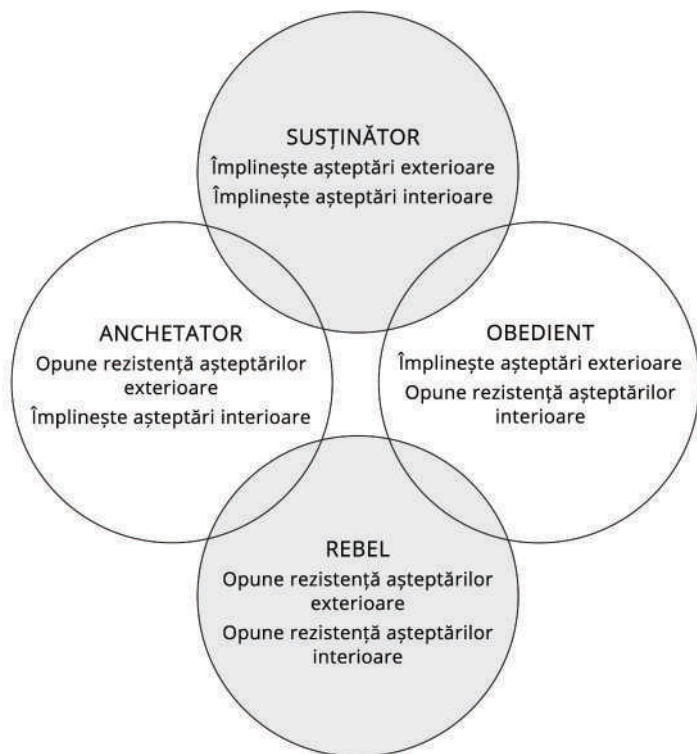 SUSȚINĂTOR
Împlinește așteptări exterioare
Împlinește așteptări interioare
ANCHETATOR
Opune rezistență așteptărilor
exterioare
Împlinește așteptări interioare
OBEDIENT
Împlinește așteptări exterioare
Opune rezistență așteptărilor
interioare
REBEL
Opune rezistență așteptărilor
exterioare
Opune rezistență așteptărilor
interioare